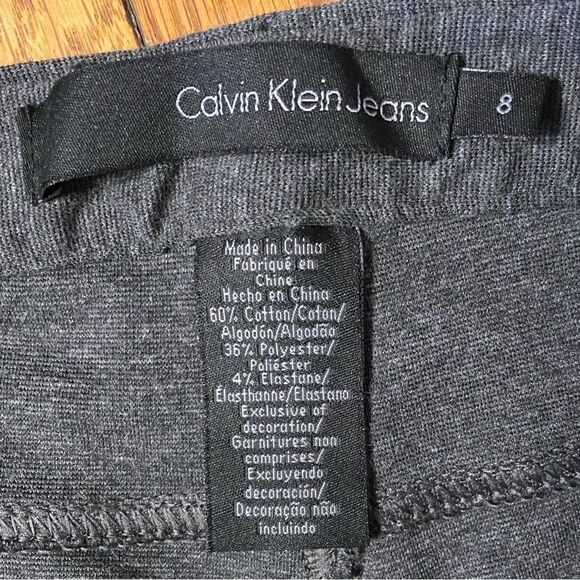 Calvin Klein Jeans
8
Made in China
Fabriqué en
Chine
Hecho en China
60% Cotton/Coton/
Algodón/Algodão
36% Polyester/
Poliéster
4% Elastane/
Élasthanne/Elastano
Exclusive of
decoration/
Garnitures non
comprises/
Excluyendo
decoración/
Decoração não
incluindo